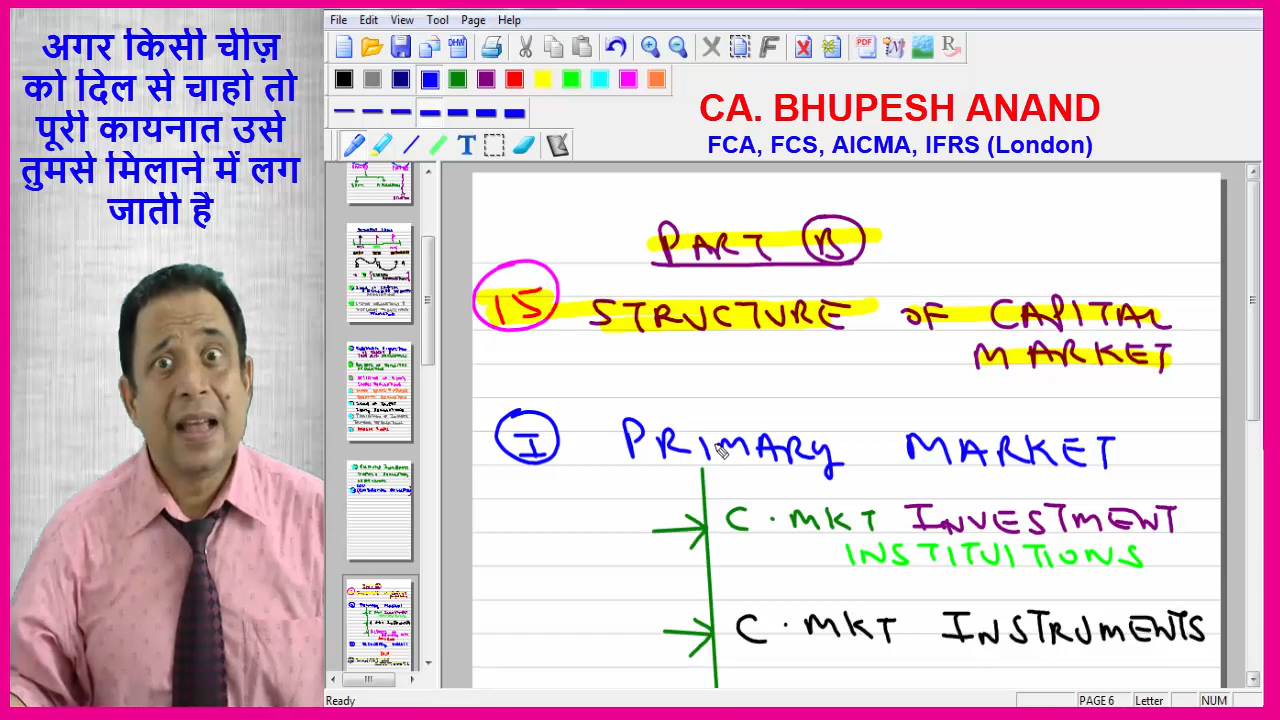 अगर किसी चीज़
को दिल से चाहो तो
पूरी कायनात उसे
तुमसे मिलाने में लग
जाती है
File Edit View Tool Page Help
CA. BHUPESH ANAND
FCA, FCS, AICMA, IFRS (London)
PART B
15 STRUCTURE OF CAPITAL
MARKET
I PRIMARY MARKET
C. MKT INVESTMENT
INSTITUITIONS
C. MKT INSTRUMENTS
Ready PAGE 6 Letter NUM